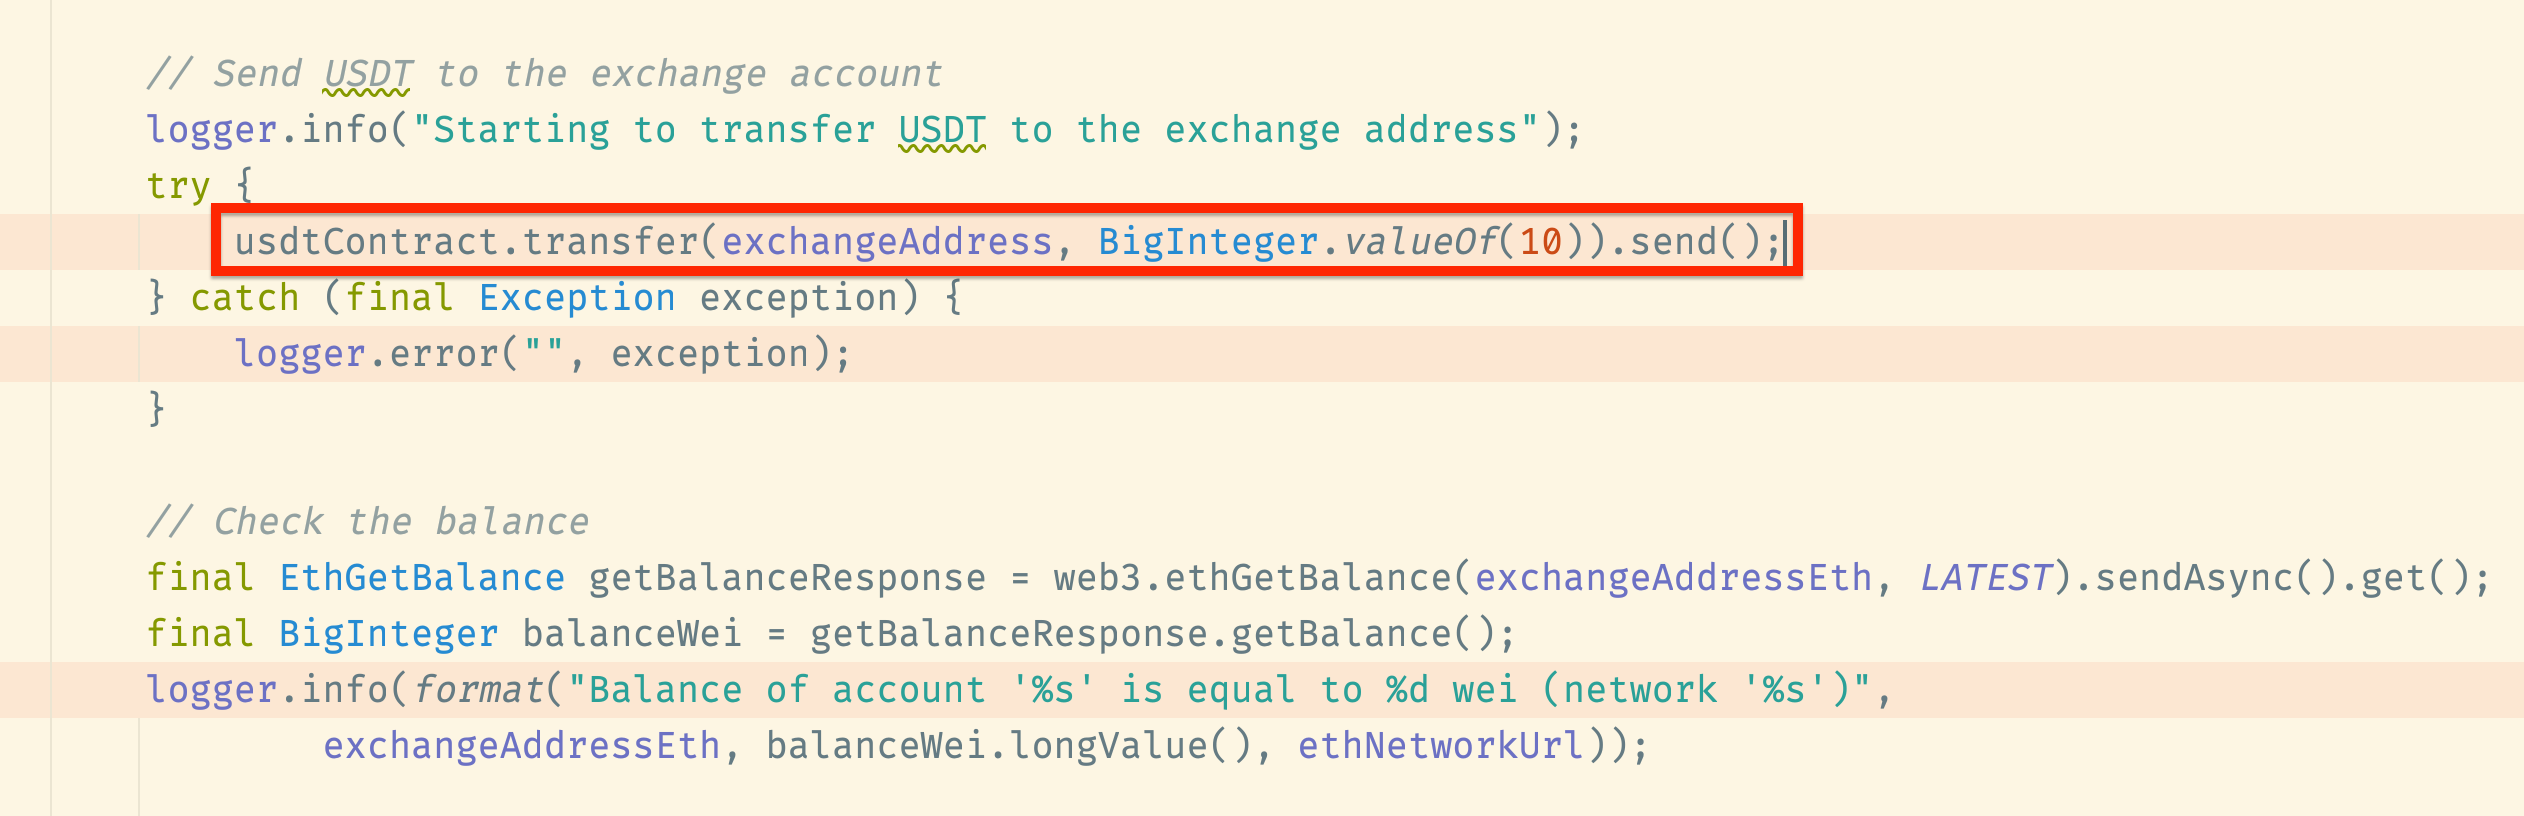 // Send USDT to the exchange account
logger.info("Starting to transfer USDT to the exchange address");
try {
usdtContract.transfer(exchangeAddress, BigInteger.valueOf(10)).send();
} catch (final Exception exception) {
logger.error("", exception);
}
// Check the balance
final EthGetBalance getBalanceResponse = web3.ethGetBalance(exchangeAddressEth, LATEST).sendAsync().get();
final BigInteger balanceWei = getBalanceResponse.getBalance();
logger.info(format("Balance of account '%s' is equal to %d wei (network '%s')",
exchangeAddressEth, balanceWei.longValue(), ethNetworkUrl));